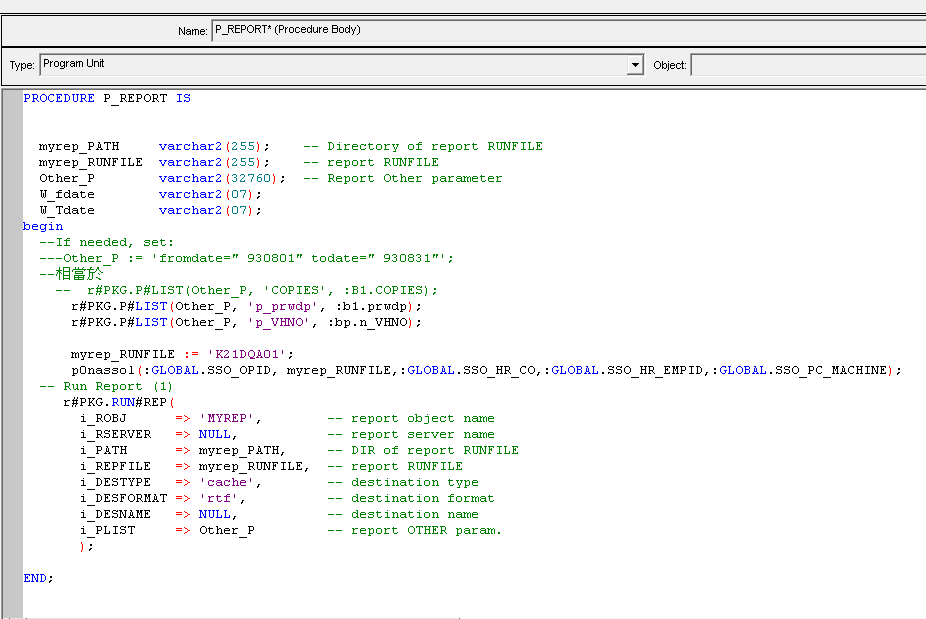 Name: P_REPORT* (Procedure Body)
Type: Program Unit Object:
PROCEDURE P_REPORT IS
myrep_PATH varchar2(255); -- Directory of report RUNFILE
myrep_RUNFILE varchar2(255); -- report RUNFILE
Other_P varchar2(32760); -- Report Other parameter
W_fdate varchar2(07);
W_Tdate varchar2(07);
begin
--If needed, set:
---Other_P := 'fromdate=" 930801" todate=" 930831"';
--相當於
-- r#PKG.P#LIST(Other_P, 'COPIES', :B1.COPIES);
r#PKG.P#LIST(Other_P, 'p_prwdp', :b1.prwdp);
r#PKG.P#LIST(Other_P, 'p_VHNO', :bp.n_VHNO);
myrep_RUNFILE := 'K21DQA01';
p0nassol(:GLOBAL.SSO_OPID, myrep_RUNFILE,:GLOBAL.SSO_HR_CO,:GLOBAL.SSO_HR_EMPID,:GLOBAL.SSO_PC_MACHINE);
-- Run Report (1)
r#PKG.RUN#REP(
i_ROBJ => 'MYREP', -- report object name
i_RSERVER => NULL, -- report server name
i_PATH => myrep_PATH, -- DIR of report RUNFILE
i_REPFILE => myrep_RUNFILE, -- report RUNFILE
i_DESTYPE => 'cache', -- destination type
i_DESFORMAT => 'rtf', -- destination format
i_DESNAME => NULL, -- destination name
i_PLIST => Other_P -- report OTHER param.
);
END;